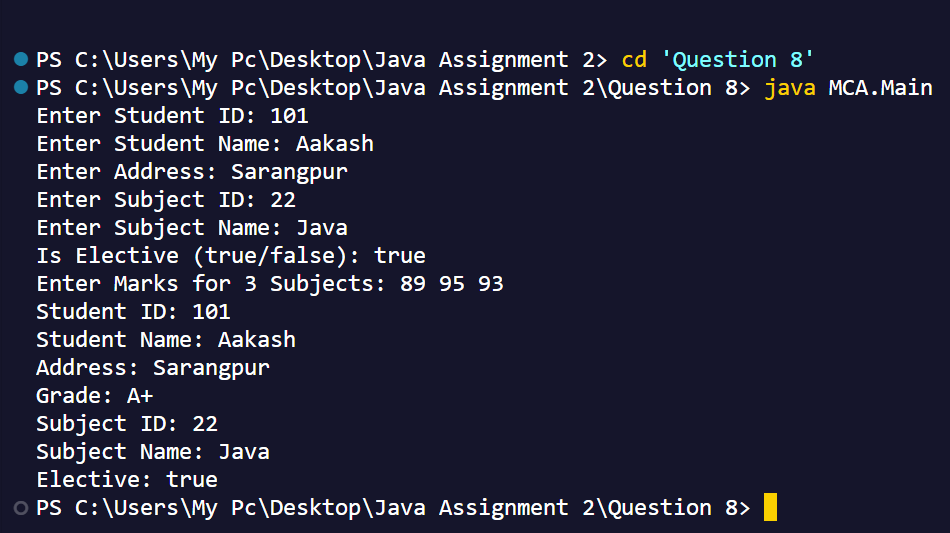 PS C:\Users\My Pc\Desktop\Java Assignment 2> cd 'Question 8'
PS C:\Users\My Pc\Desktop\Java Assignment 2\Question 8> java MCA.Main
Enter Student ID: 101
Enter Student Name: Aakash
Enter Address: Sarangpur
Enter Subject ID: 22
Enter Subject Name: Java
Is Elective (true/false): true
Enter Marks for 3 Subjects: 89 95 93
Student ID: 101
Student Name: Aakash
Address: Sarangpur
Grade: A+
Subject ID: 22
Subject Name: Java
Elective: true
PS C:\Users\My Pc\Desktop\Java Assignment 2\Question 8>